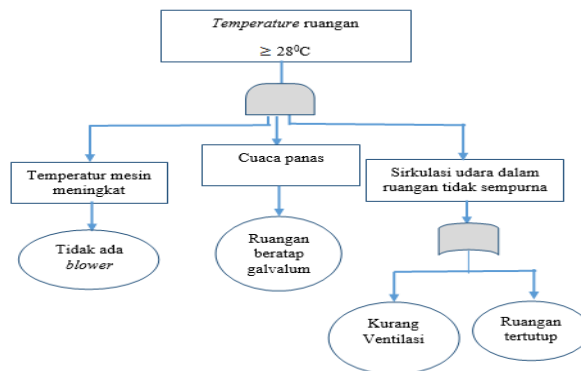 Temperature ruangan
≥ 28⁰C
Temperatur mesin
meningkat
Cuaca panas
Sirkulasi udara dalam
ruangan tidak sempurna
Tidak ada
blower
Ruangan
beratap
galvalum
Kurang
Ventilasi
Ruangan
tertutup